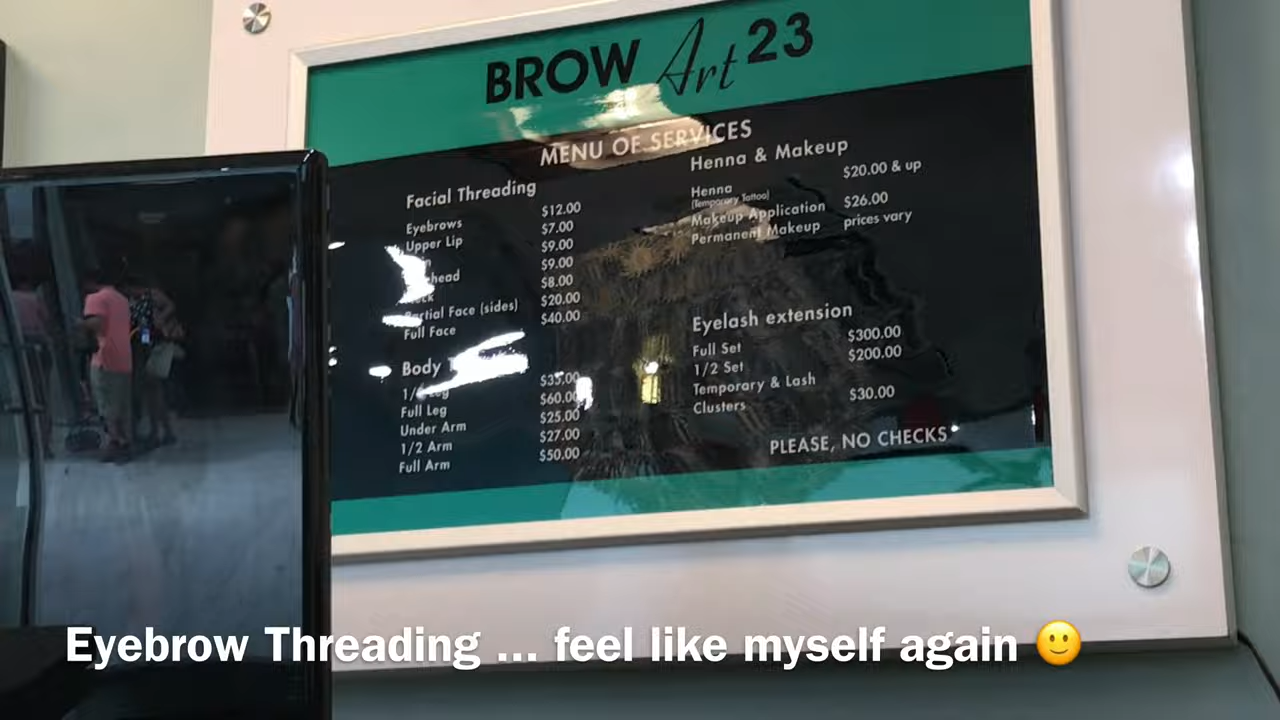 BROW Art 23
MENU OF SERVICES
Facial Threading
Eyebrows $12.00
Upper Lip $7.00
$9.00
$9.00
$8.00
Partial Face (sides) $20.00
Full Face $40.00
Body
1/2 Leg $35.00
Full Leg $60.00
Under Arm $25.00
1/2 Arm $27.00
Full Arm $50.00
Henna & Makeup
Henna $20.00 & up
(Temporary Tattoo)
Makeup Application $26.00
Permanent Makeup prices vary
Eyelash extension
Full Set $300.00
1/2 Set $200.00
Temporary & Lash
Clusters $30.00
PLEASE, NO CHECKS
Eyebrow Threading ... feel like myself again 🙂